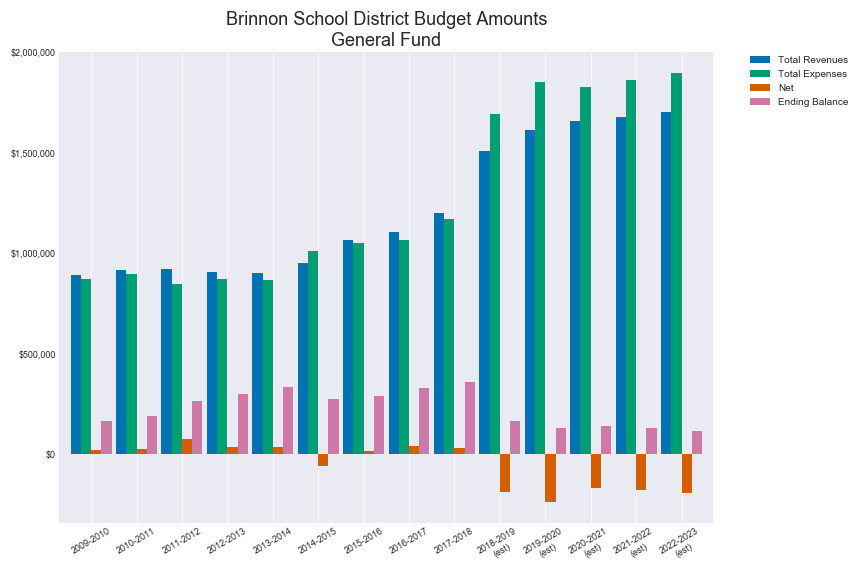 Brinnon School District Budget Amounts
General Fund
$2,000,000
$1,500,000
$1,000,000
$500,000
$0
Total Revenues
Total Expenses
Net
Ending Balance
2009-2010
2010-2011
2011-2012
2012-2013
2013-2014
2014-2015
2015-2016
2016-2017
2017-2018
2018-2019
(est)
2019-2020
(est)
2020-2021
(est)
2021-2022
(est)
2022-2023
(est)